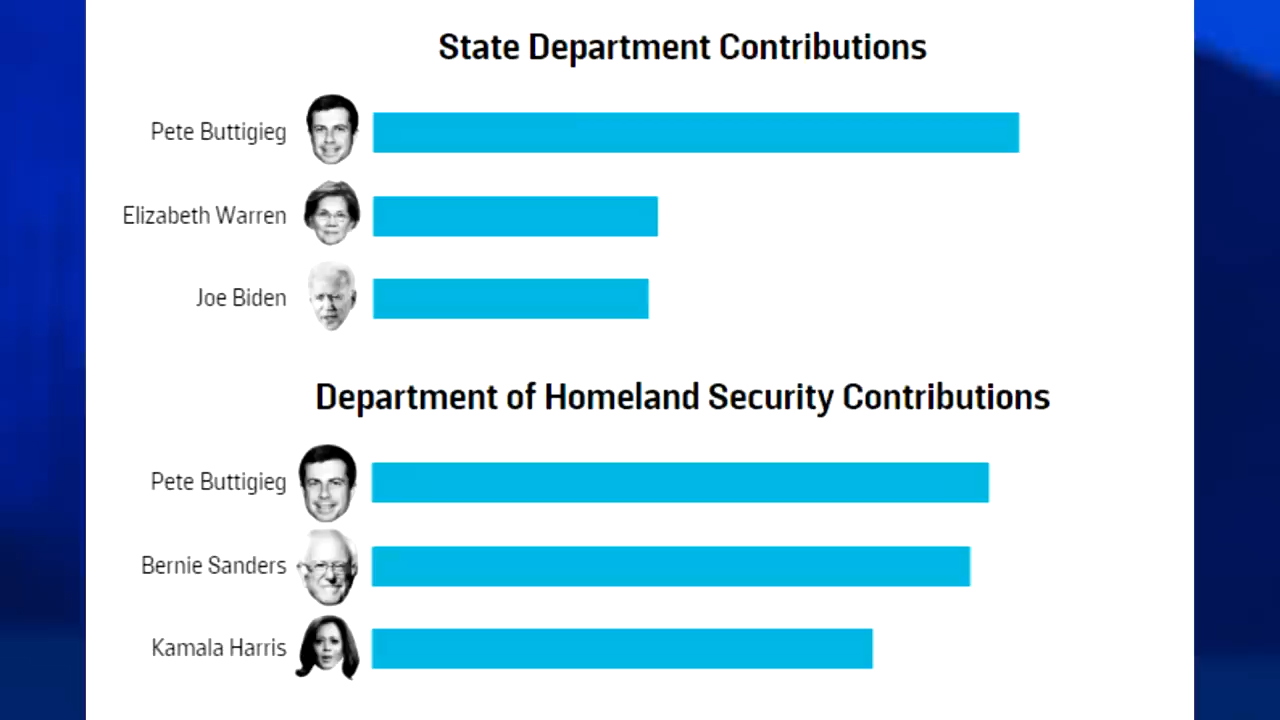 State Department Contributions
Pete Buttigieg
Elizabeth Warren
Joe Biden
Department of Homeland Security Contributions
Pete Buttigieg
Bernie Sanders
Kamala Harris